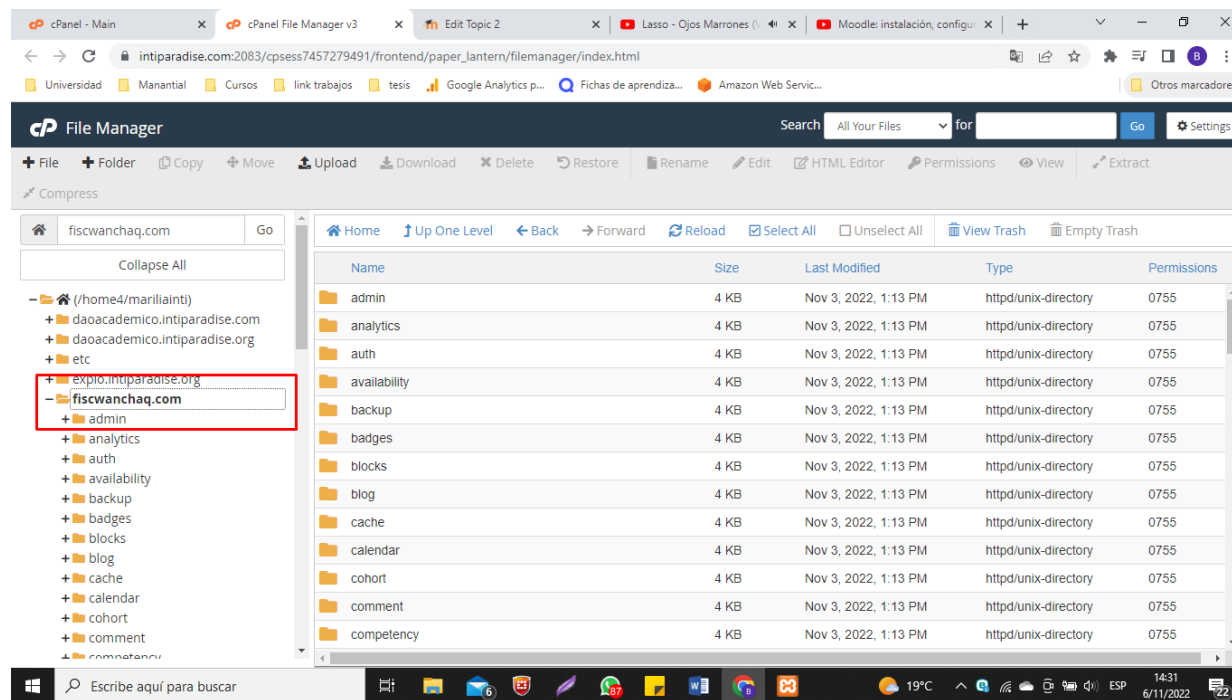 cPanel - Main
cPanel File Manager v3
Edit Topic 2
Lasso - Ojos Marrones (
Moodle: instalación, configu
intiparadise.com:2083/cpsess7457279491/frontend/paper_lantern/filemanager/index.html
B
Universidad
Manantial
Cursos
link trabajos
tesis
Google Analytics p...
Fichas de aprendiza...
Amazon Web Servic...
Otros marcadore
cP File Manager
Search
All Your Files
for
Go
Settings
File
Folder
Copy
Move
Upload
Download
Delete
Restore
Rename
Edit
HTML Editor
Permissions
View
Extract
Compress
fiscwanchaq.com
Go
Home
Up One Level
Back
Forward
Reload
Select All
Unselect All
View Trash
Empty Trash
Collapse All
(/home4/mariliainti)
daoacademico.intiparadise.com
daoacademico.intiparadise.org
etc
explo.intiparadise.org
fiscwanchaq.com
admin
analytics
auth
availability
backup
badges
blocks
blog
cache
calendar
cohort
comment
competency
Name Size Last Modified Type Permissions
admin 4 KB Nov 3, 2022, 1:13 PM httpd/unix-directory 0755
analytics 4 KB Nov 3, 2022, 1:13 PM httpd/unix-directory 0755
auth 4 KB Nov 3, 2022, 1:13 PM httpd/unix-directory 0755
availability 4 KB Nov 3, 2022, 1:13 PM httpd/unix-directory 0755
backup 4 KB Nov 3, 2022, 1:13 PM httpd/unix-directory 0755
badges 4 KB Nov 3, 2022, 1:13 PM httpd/unix-directory 0755
blocks 4 KB Nov 3, 2022, 1:13 PM httpd/unix-directory 0755
blog 4 KB Nov 3, 2022, 1:13 PM httpd/unix-directory 0755
cache 4 KB Nov 3, 2022, 1:13 PM httpd/unix-directory 0755
calendar 4 KB Nov 3, 2022, 1:13 PM httpd/unix-directory 0755
cohort 4 KB Nov 3, 2022, 1:13 PM httpd/unix-directory 0755
comment 4 KB Nov 3, 2022, 1:13 PM httpd/unix-directory 0755
competency 4 KB Nov 3, 2022, 1:13 PM httpd/unix-directory 0755
Escribe aquí para buscar
6
87
19°C
ESP
14:31
6/11/2022